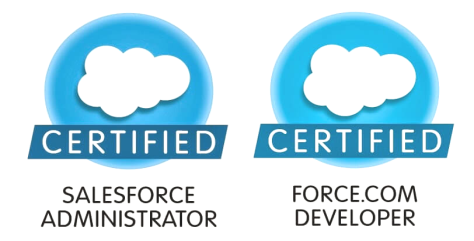 CERTIFIED
SALESFORCE
ADMINISTRATOR
CERTIFIED
FORCE.COM
DEVELOPER